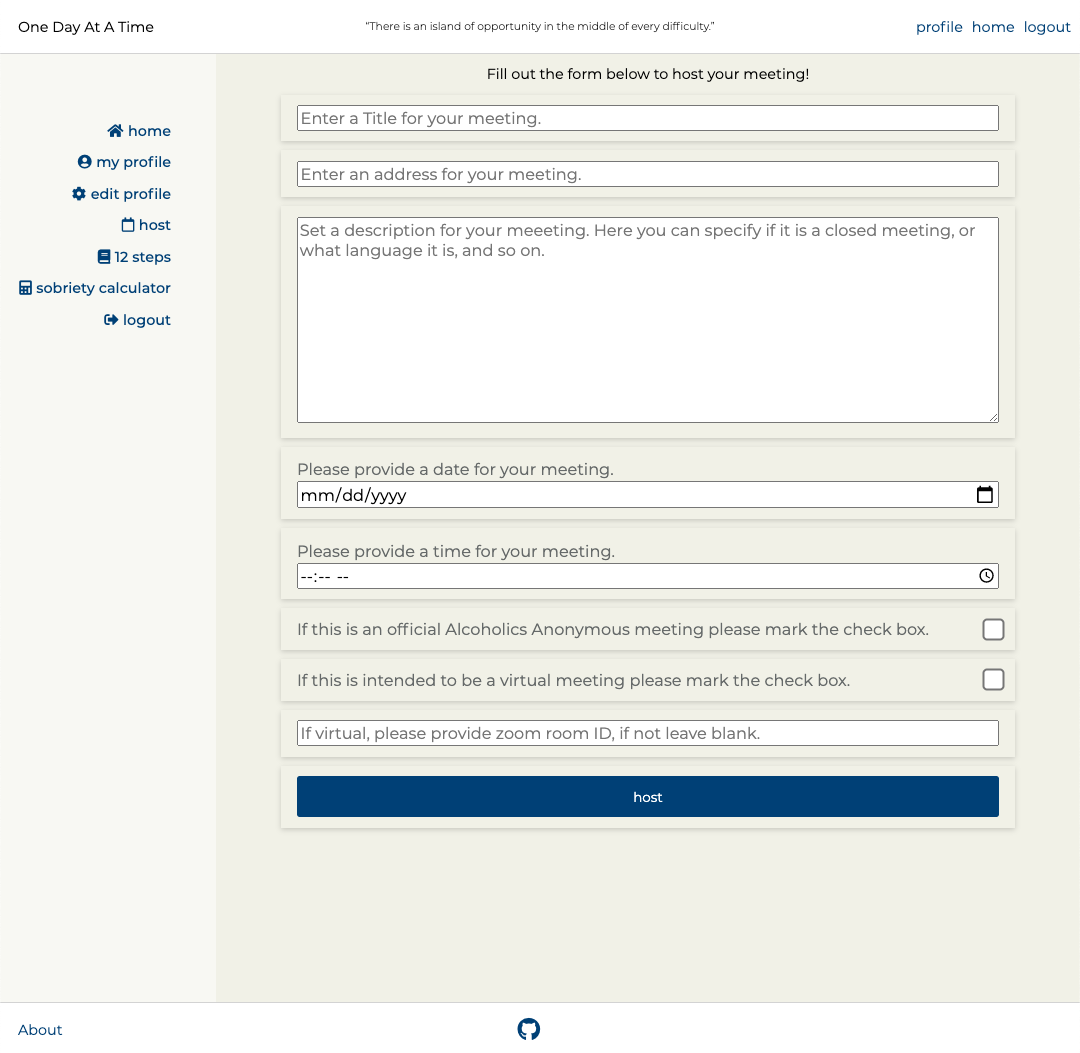 One Day At A Time
“There is an island of opportunity in the middle of every difficulty.”
profile home logout
home
my profile
edit profile
host
12 steps
sobriety calculator
logout
Fill out the form below to host your meeting!
Enter a Title for your meeting.
Enter an address for your meeting.
Set a description for your meeeting. Here you can specify if it is a closed meeting, or
what language it is, and so on.
Please provide a date for your meeting.
mm/dd/yyyy
Please provide a time for your meeting.
--:-- --
If this is an official Alcoholics Anonymous meeting please mark the check box.
If this is intended to be a virtual meeting please mark the check box.
If virtual, please provide zoom room ID, if not leave blank.
host
About